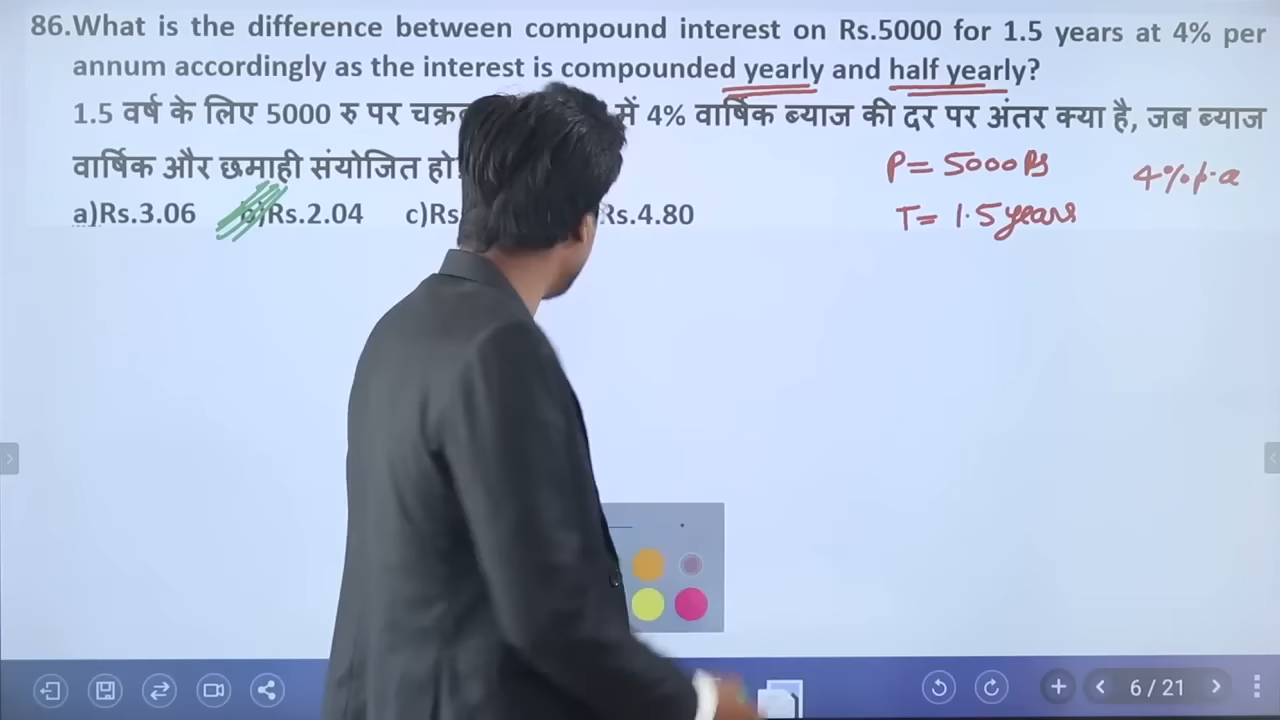 86.What is the difference between compound interest on Rs.5000 for 1.5 years at 4% per
annum accordingly as the interest is compounded yearly and half yearly?
1.5 वर्ष के लिए 5000 रु पर में 4% वार्षिक ब्याज की दर पर अंतर क्या है, जब ब्याज
वार्षिक और छमाही संयोजित हो
P= 5000 Rs
4% p.a
a)Rs.3.06 b)Rs.2.04 c)Rs Rs.4.80
T= 1.5 years
6 / 21